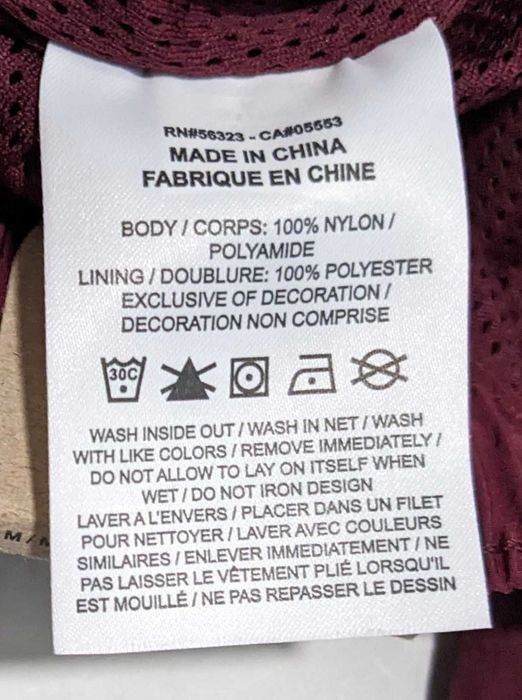 RN#56323 - CA#05553
MADE IN CHINA
FABRIQUE EN CHINE
BODY / CORPS: 100% NYLON /
POLYAMIDE
LINING / DOUBLURE: 100% POLYESTER
EXCLUSIVE OF DECORATION /
DECORATION NON COMPRISE
30C
WASH INSIDE OUT / WASH IN NET / WASH
WITH LIKE COLORS / REMOVE IMMEDIATELY /
DO NOT ALLOW TO LAY ON ITSELF WHEN
WET / DO NOT IRON DESIGN
LAVER A L'ENVERS / PLACER DANS UN FILET
POUR NETTOYER / LAVER AVEC COULEURS
SIMILAIRES / ENLEVER IMMEDIATEMENT / NE
PAS LAISSER LE VÊTEMENT PLIÉ LORSQU'IL
EST MOUILLÉ / NE PAS REPASSER LE DESSIN
M / M